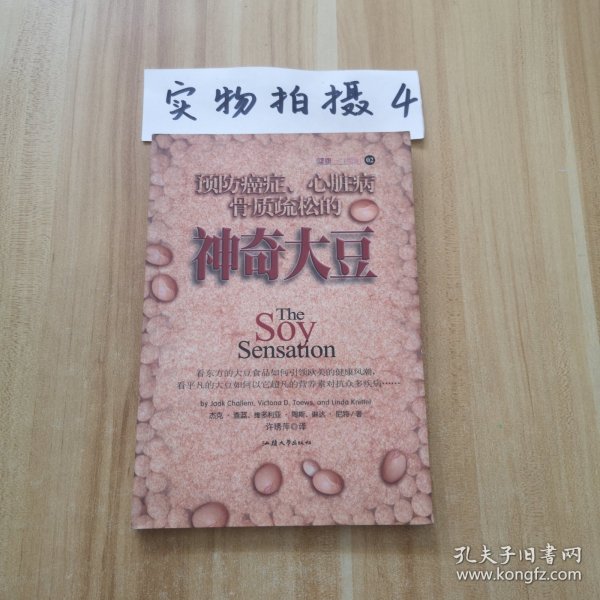 实物拍摄4
健康
02
预防癌症、心脏病
骨质疏松的
神奇大豆
The
Soy
Sensation
看东方的大豆食品如何引领欧美的健康风潮,
看平凡的大豆如何以它超凡的营养素对抗众多疾病……
by Jack Challem, Victoria D. Toews, and Linda Knittel
杰克·查蓝、维多利亚·陶斯、琳达·尼特/著
许琇萍◎译
汕头大学出版社
孔夫子旧书网
www.kongfz.com